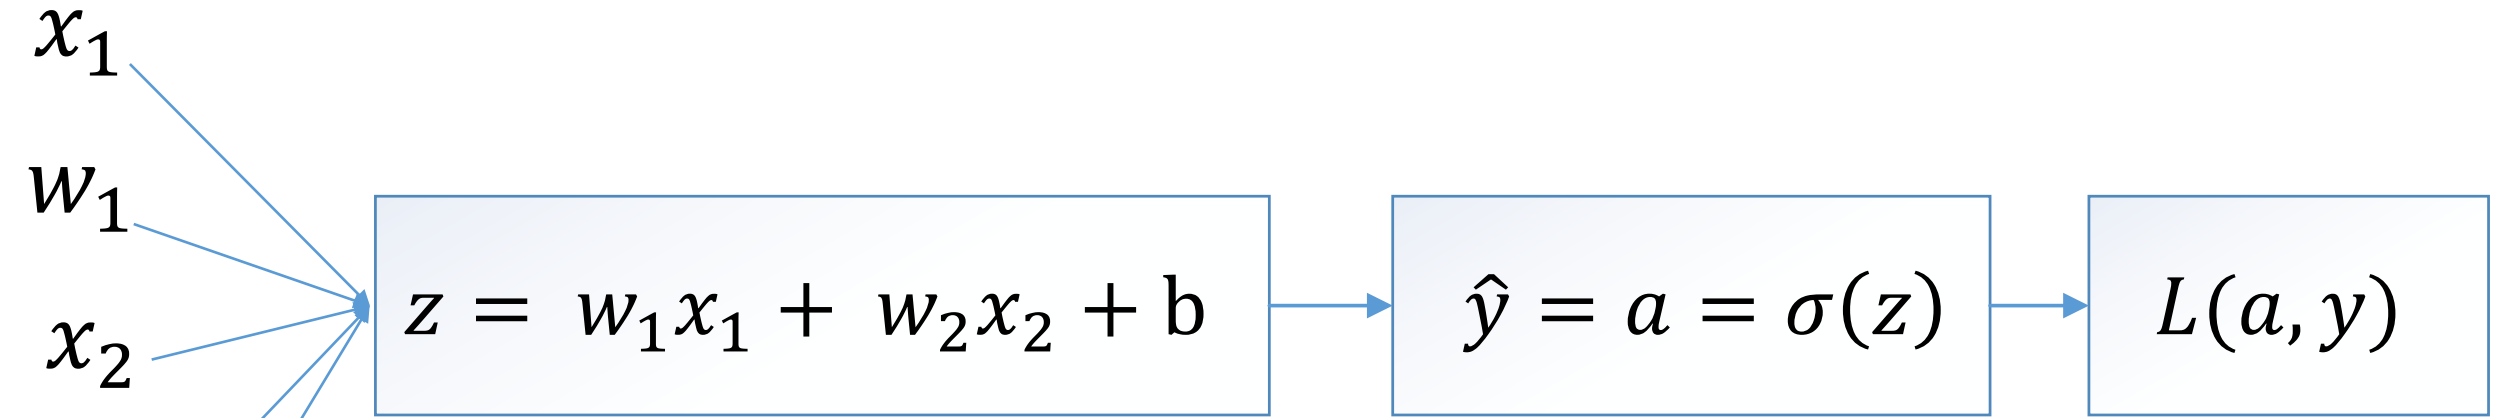 x₁
w₁
x₂
z = w₁x₁ + w₂x₂ + b
ŷ = a = σ(z)
L(a, y)